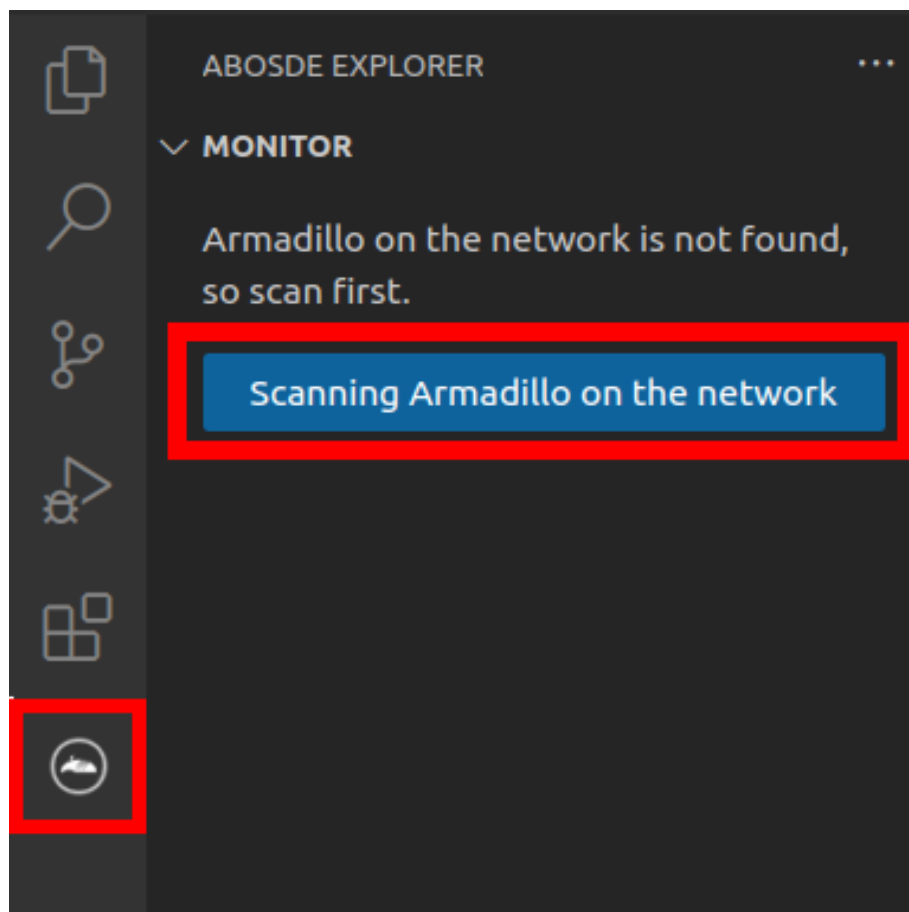 ABOSDE EXPLORER
MONITOR
Armadillo on the network is not found,
so scan first.
Scanning Armadillo on the network